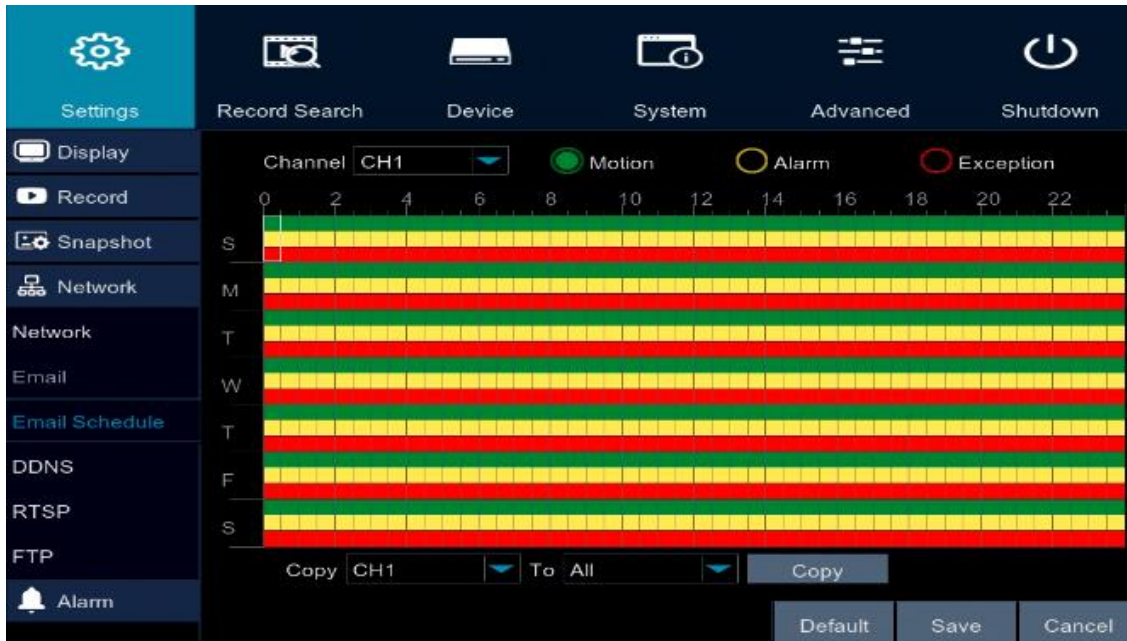 Settings Record Search Device System Advanced Shutdown
Display
Record
Snapshot
Network
Network
Email
Email Schedule
DDNS
RTSP
FTP
Alarm
Channel CH1 Motion Alarm Exception
0 2 4 6 8 10 12 14 16 18 20 22
S
M
T
W
T
F
S
Copy CH1 To All Copy
Default Save Cancel